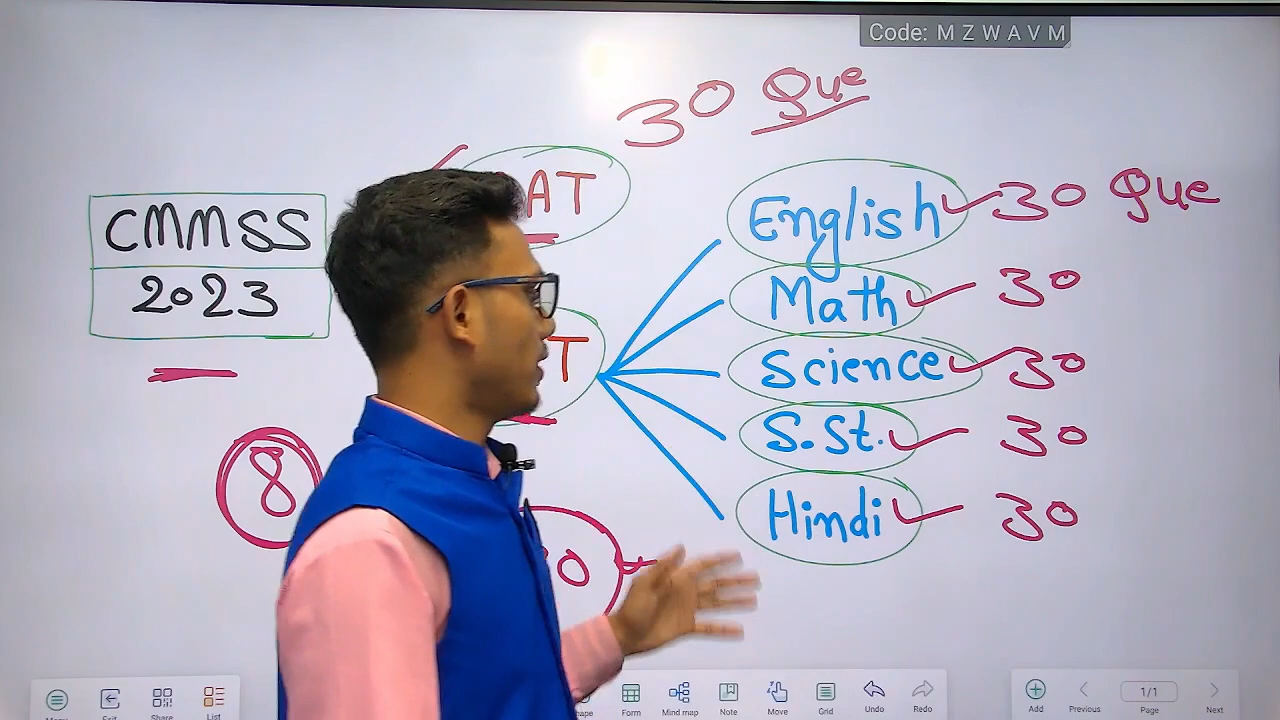 Code: M Z W A V M
30 Que
AT
CMMSS
2023
English 30 Que
Math 30
Science 30
T
S.St. 30
8
Hindi 30
0
Form Mind map Note Move Grid Undo Redo
Add Previous 1/1 Page Next
Share List